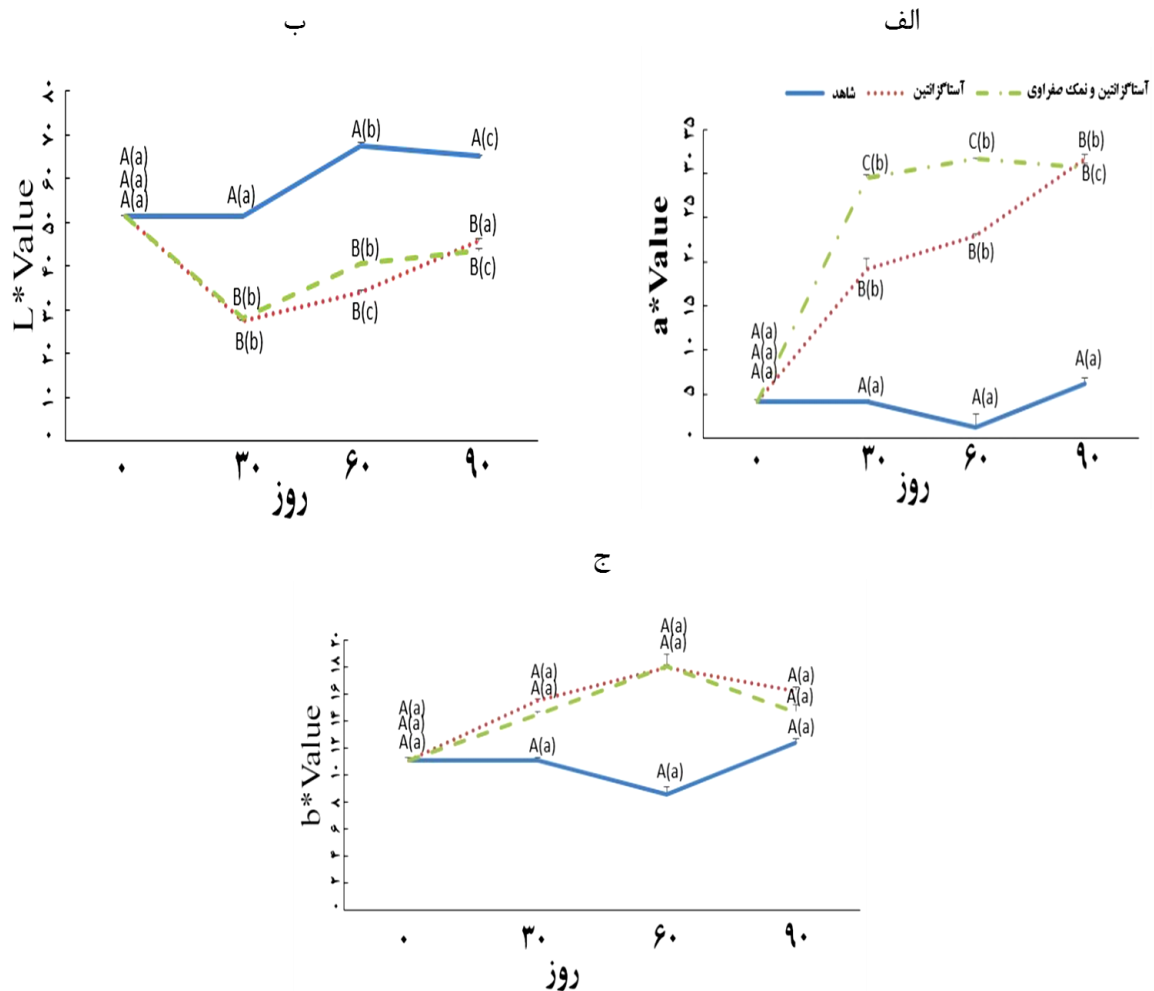 الف
شاهد
آستاگزانتین
آستاگزانتین و نمک صفراوی
a*Value
۳۵
۳۰
۲۵
۲۰
۱۵
۱۰
۵
۰
A(a)
A(a)
A(a)
C(b)
B(b)
A(a)
C(b)
B(b)
A(a)
B(b)
B(c)
A(a)
۰ ۳۰ ۶۰ ۹۰
روز
ب
L*Value
۸۰
۷۰
۶۰
۵۰
۴۰
۳۰
۲۰
۱۰
۰
A(a)
A(a)
A(a)
A(a)
B(b)
B(b)
A(b)
B(b)
B(c)
A(c)
B(a)
B(c)
۰ ۳۰ ۶۰ ۹۰
روز
ج
b*Value
۲۰
۱۸
۱۶
۱۴
۱۲
۱۰
۸
۶
۴
۲
۰
A(a)
A(a)
A(a)
A(a)
A(a)
A(a)
A(a)
A(a)
A(a)
A(a)
A(a)
A(a)
۰ ۳۰ ۶۰ ۹۰
روز